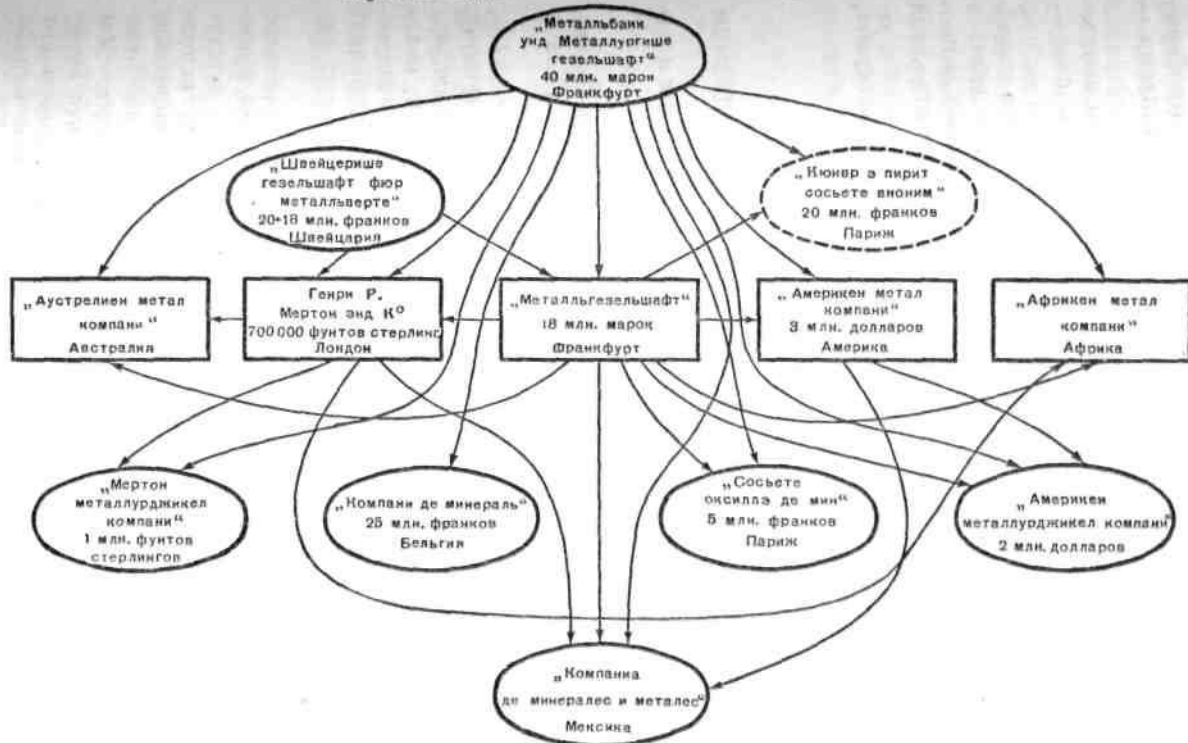 „Металльбанк
унд Металлургише
гезельшафт“
40 млн. марок
Франкфурт
„Швейцерише
гезельшафт фюр
металльверте“
20+18 млн. франков
Швейцария
„Кюивр э пирит
сосьете аноним“
20 млн. франков
Париж
„Аустрелиен метал
компани“
Австралия
Генри Р.
Мертон энд К⁰
700 000 фунтов стерлинг.
Лондон
„Металльгезельшафт“
18 млн. марок
Франкфурт
„Америкен метал
компани“
3 млн. долларов
Америка
„Африкен метал
компани“
Африка
„Мертон
металлурджикел
компани“
1 млн. фунтов
стерлингов
„Компани де минераль“
25 млн. франков
Бельгия
„Сосьете
оксиллэ де мин“
5 млн. франков
Париж
„Америкен
металлурджикел компани“
2 млн. долларов
„Компаниа
де минералес и металес“
Мексика